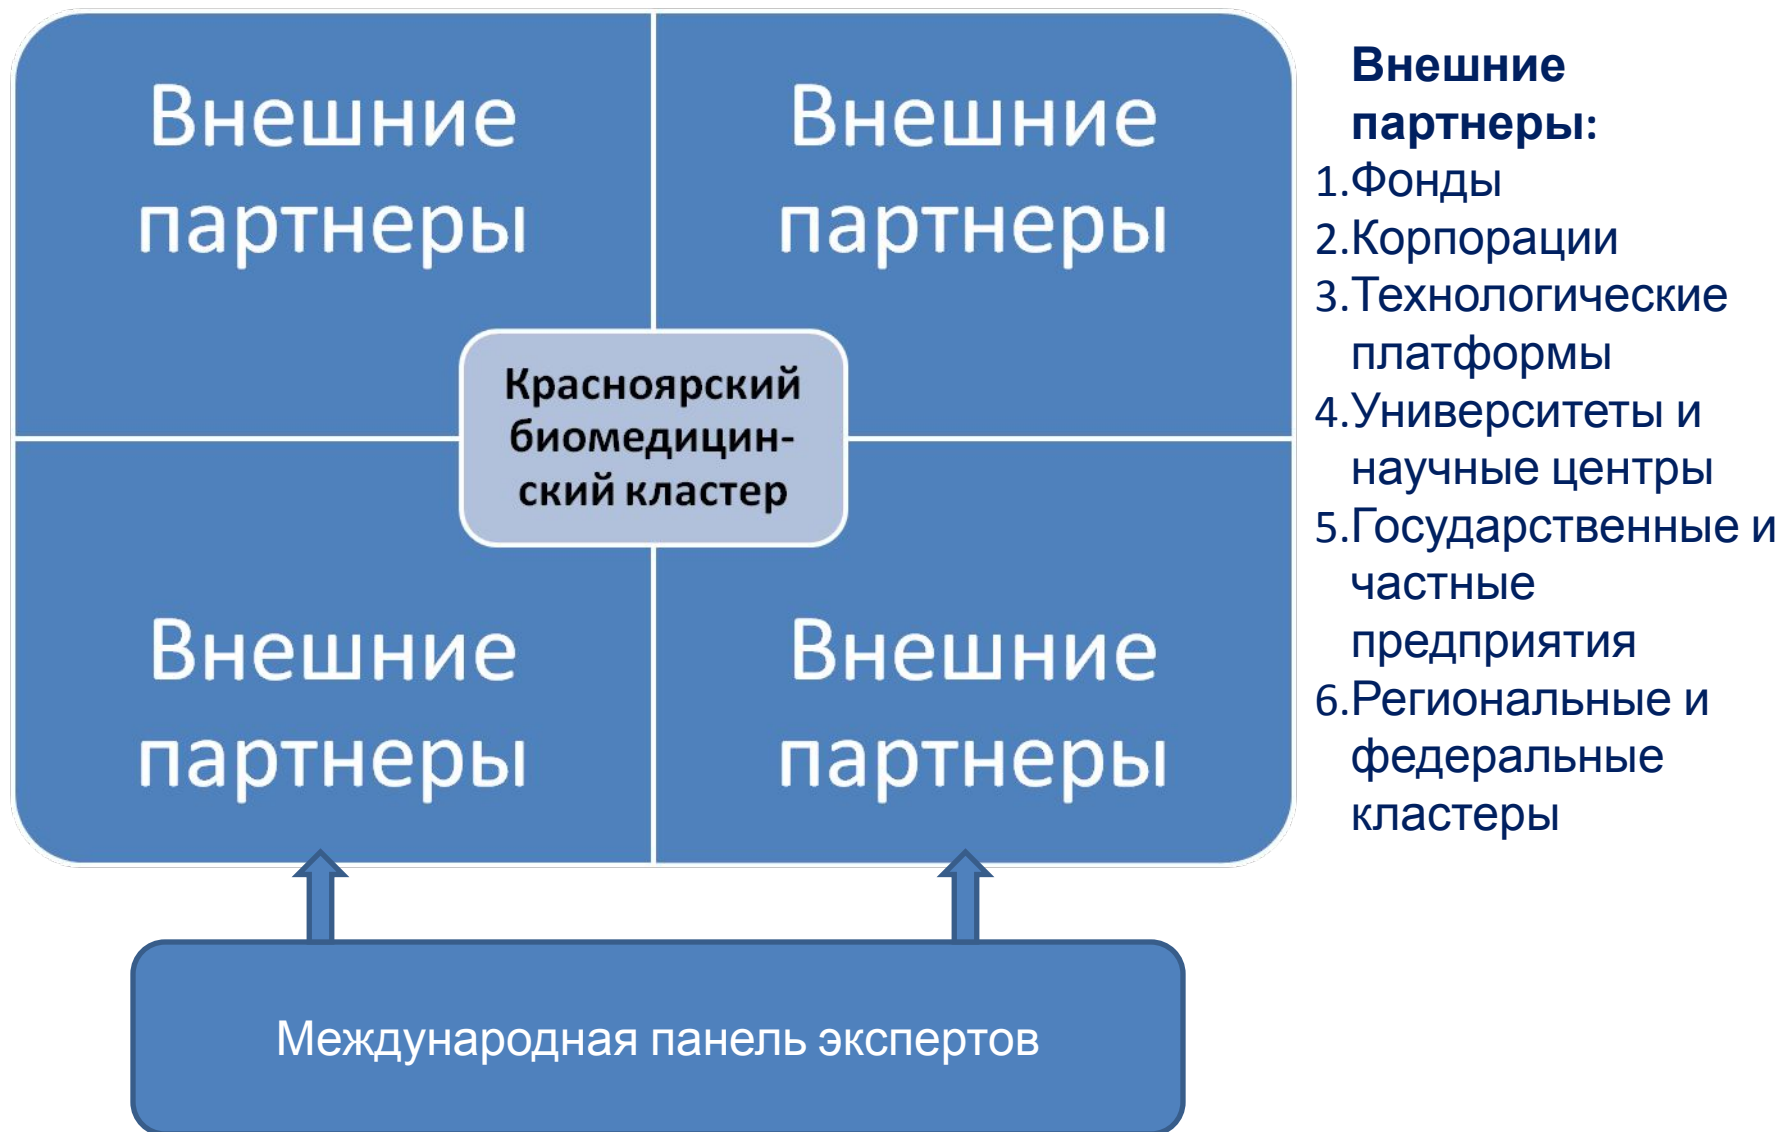 Внешние
партнеры
Внешние
партнеры
Красноярский
биомедицин-
ский кластер
Внешние
партнеры
Внешние
партнеры
Международная панель экспертов
Внешние
партнеры:
1.Фонды
2.Корпорации
3.Технологические
платформы
4.Университеты и
научные центры
5.Государственные и
частные
предприятия
6.Региональные и
федеральные
кластеры